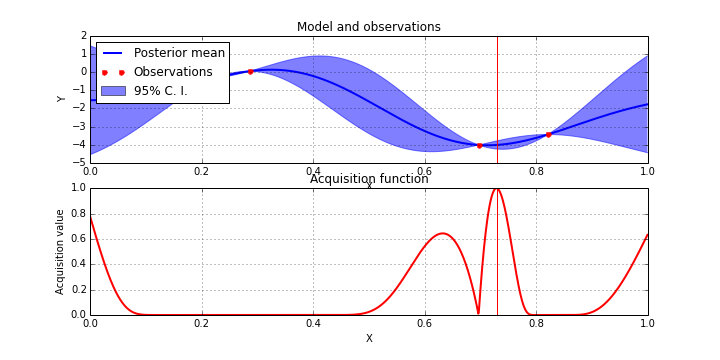 Model and observations
2
1
0
−1
−2
−3
−4
−5
Y
Posterior mean
Observations
95% C. I.
0.0 0.2 0.4 0.6 0.8 1.0
X
Acquisition function
1.0
0.8
0.6
0.4
0.2
0.0
Acquisition value
0.0 0.2 0.4 0.6 0.8 1.0
X